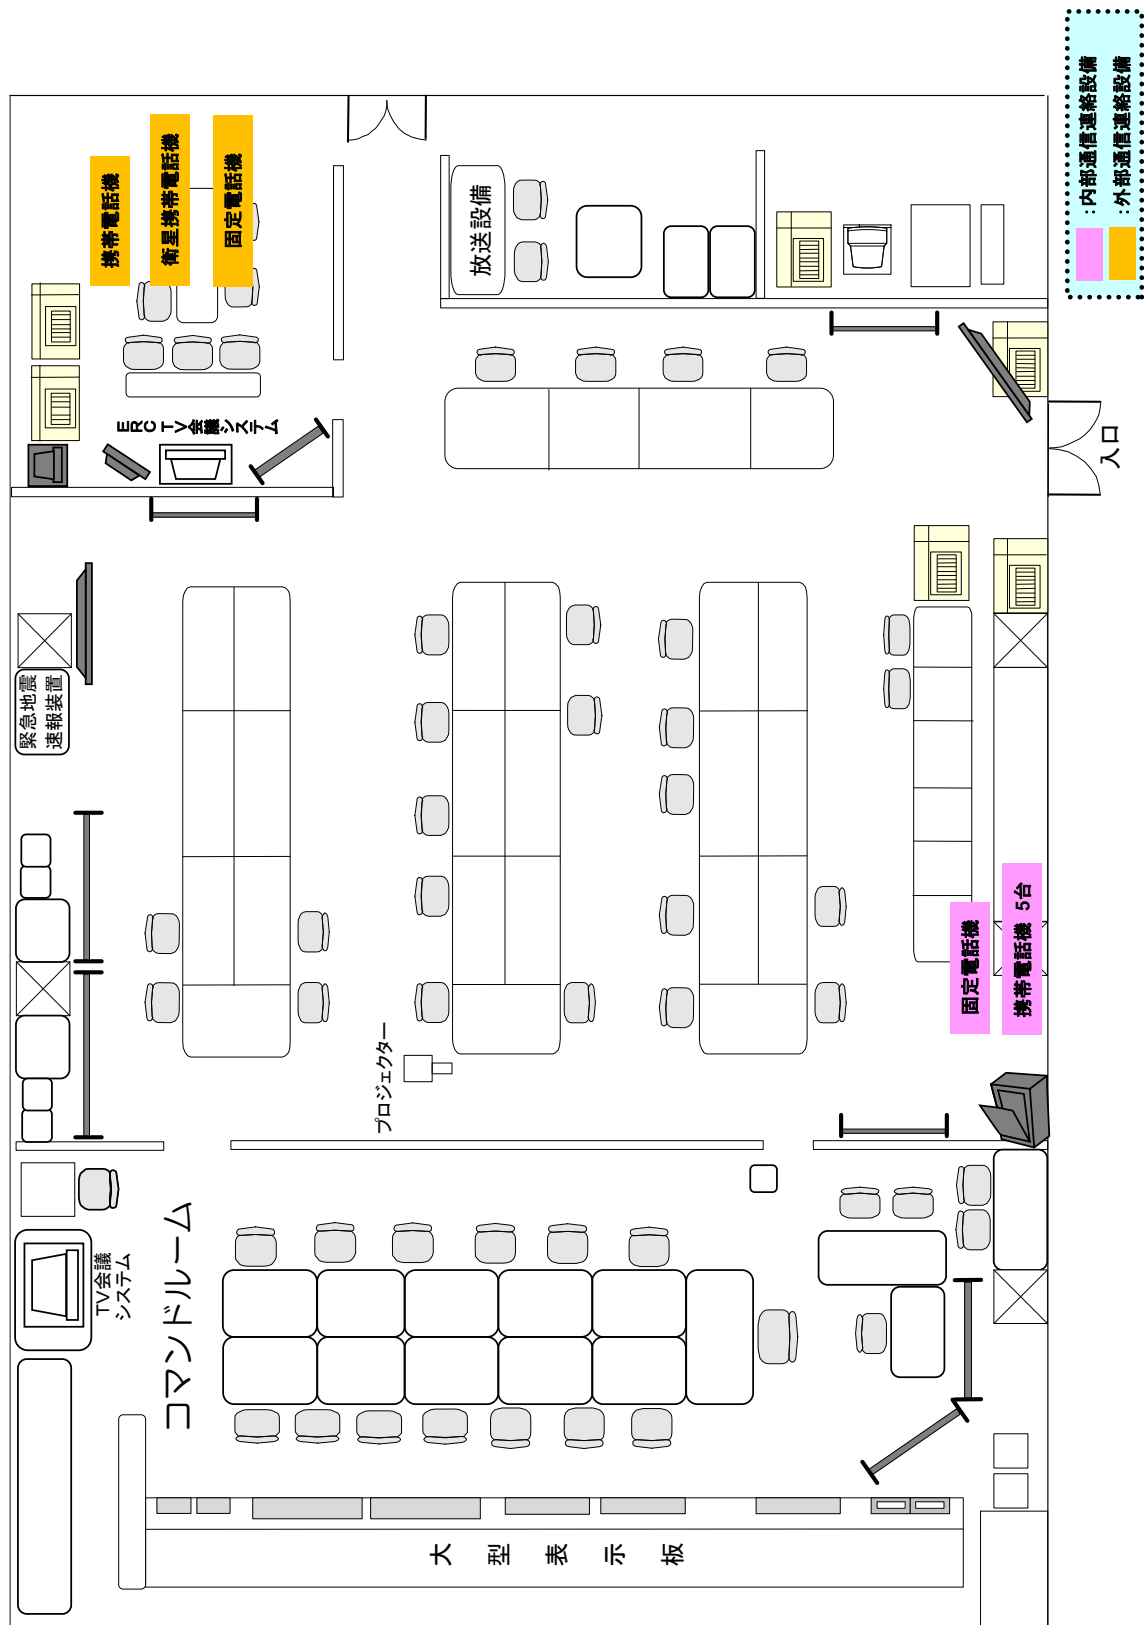 :内部通信連絡設備
:外部通信連絡設備
携帯電話機
衛星携帯電話機
固定電話機
放送設備
ERC TV会議システム
入口
緊急地震
速報装置
固定電話機
携帯電話機 5台
プロジェクター
TV会議
システム
コマンドルーム
大型表示板